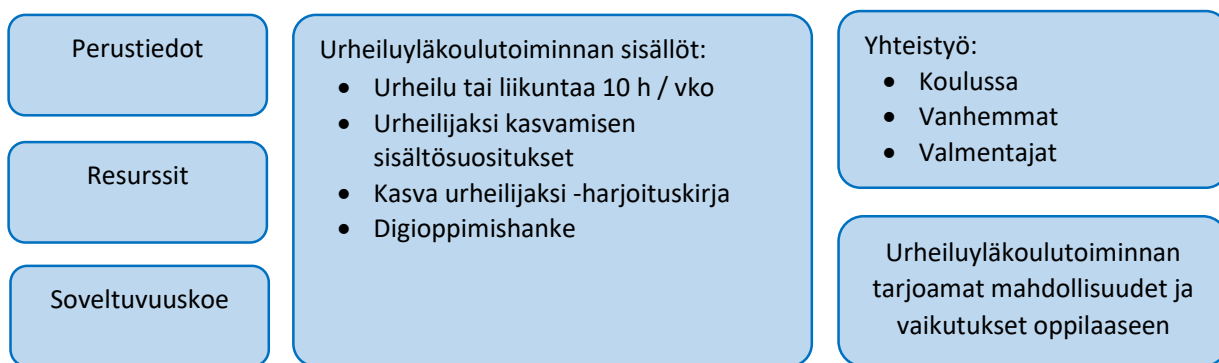 Perustiedot
Resurssit
Soveltuvuuskoe
Urheiluyläkoulutoiminnan sisällöt:
• Urheilu tai liikuntaa 10 h / vko
• Urheilijaksi kasvamisen
sisältösuositukset
• Kasva urheilijaksi -harjoituskirja
• Digioppimishanke
Yhteistyö:
• Koulussa
• Vanhemmat
• Valmentajat
Urheiluyläkoulutoiminnan
tarjoamat mahdollisuudet ja
vaikutukset oppilaaseen